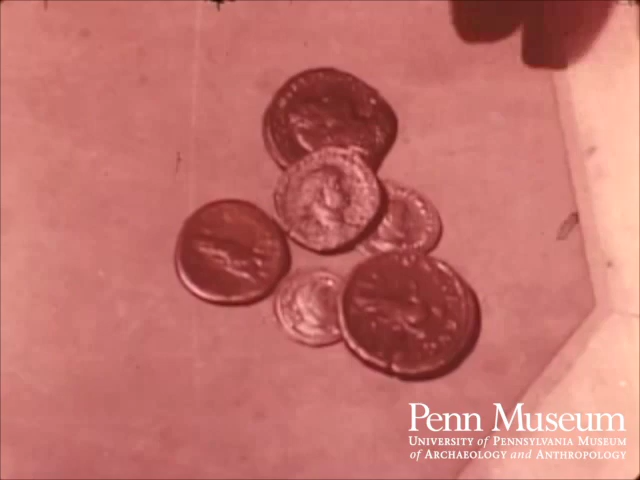 Penn Museum
University of Pennsylvania Museum
of Archaeology and Anthropology